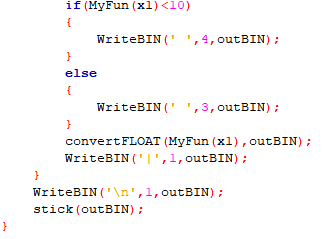 if(MyFun(x1)<10)
{
WriteBIN(' ',4,outBIN);
}
else
{
WriteBIN(' ',3,outBIN);
}
convertFLOAT(MyFun(x1),outBIN);
WriteBIN('|',1,outBIN);
}
WriteBIN('\n',1,outBIN);
stick(outBIN);
}